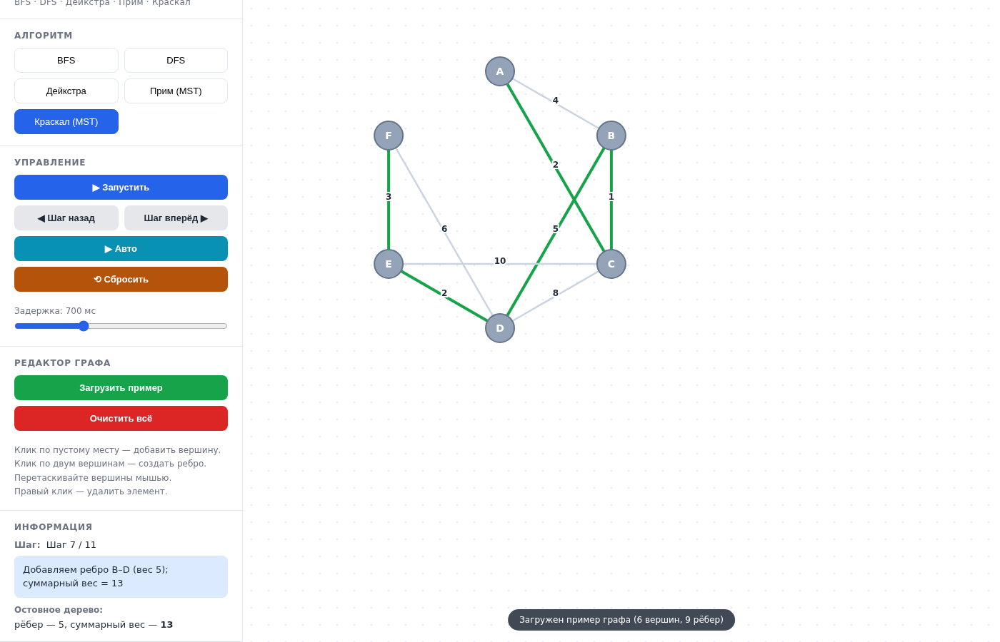 BFS · DFS · Дейкстра · Прим · Краскал
АЛГОРИТМ
BFS
DFS
Дейкстра
Прим (MST)
Краскал (MST)
УПРАВЛЕНИЕ
▶ Запустить
◀ Шаг назад
Шаг вперёд ▶
▶ Авто
⟲ Сбросить
Задержка: 700 мс
РЕДАКТОР ГРАФА
Загрузить пример
Очистить всё
Клик по пустому месту — добавить вершину.
Клик по двум вершинам — создать ребро.
Перетаскивайте вершины мышью.
Правый клик — удалить элемент.
ИНФОРМАЦИЯ
Шаг: Шаг 7 / 11
Добавляем ребро B–D (вес 5);
суммарный вес = 13
Остовное дерево:
рёбер — 5, суммарный вес — 13
A
4
F
B
2
3
1
6
5
E
10
C
2
8
D
Загружен пример графа (6 вершин, 9 рёбер)